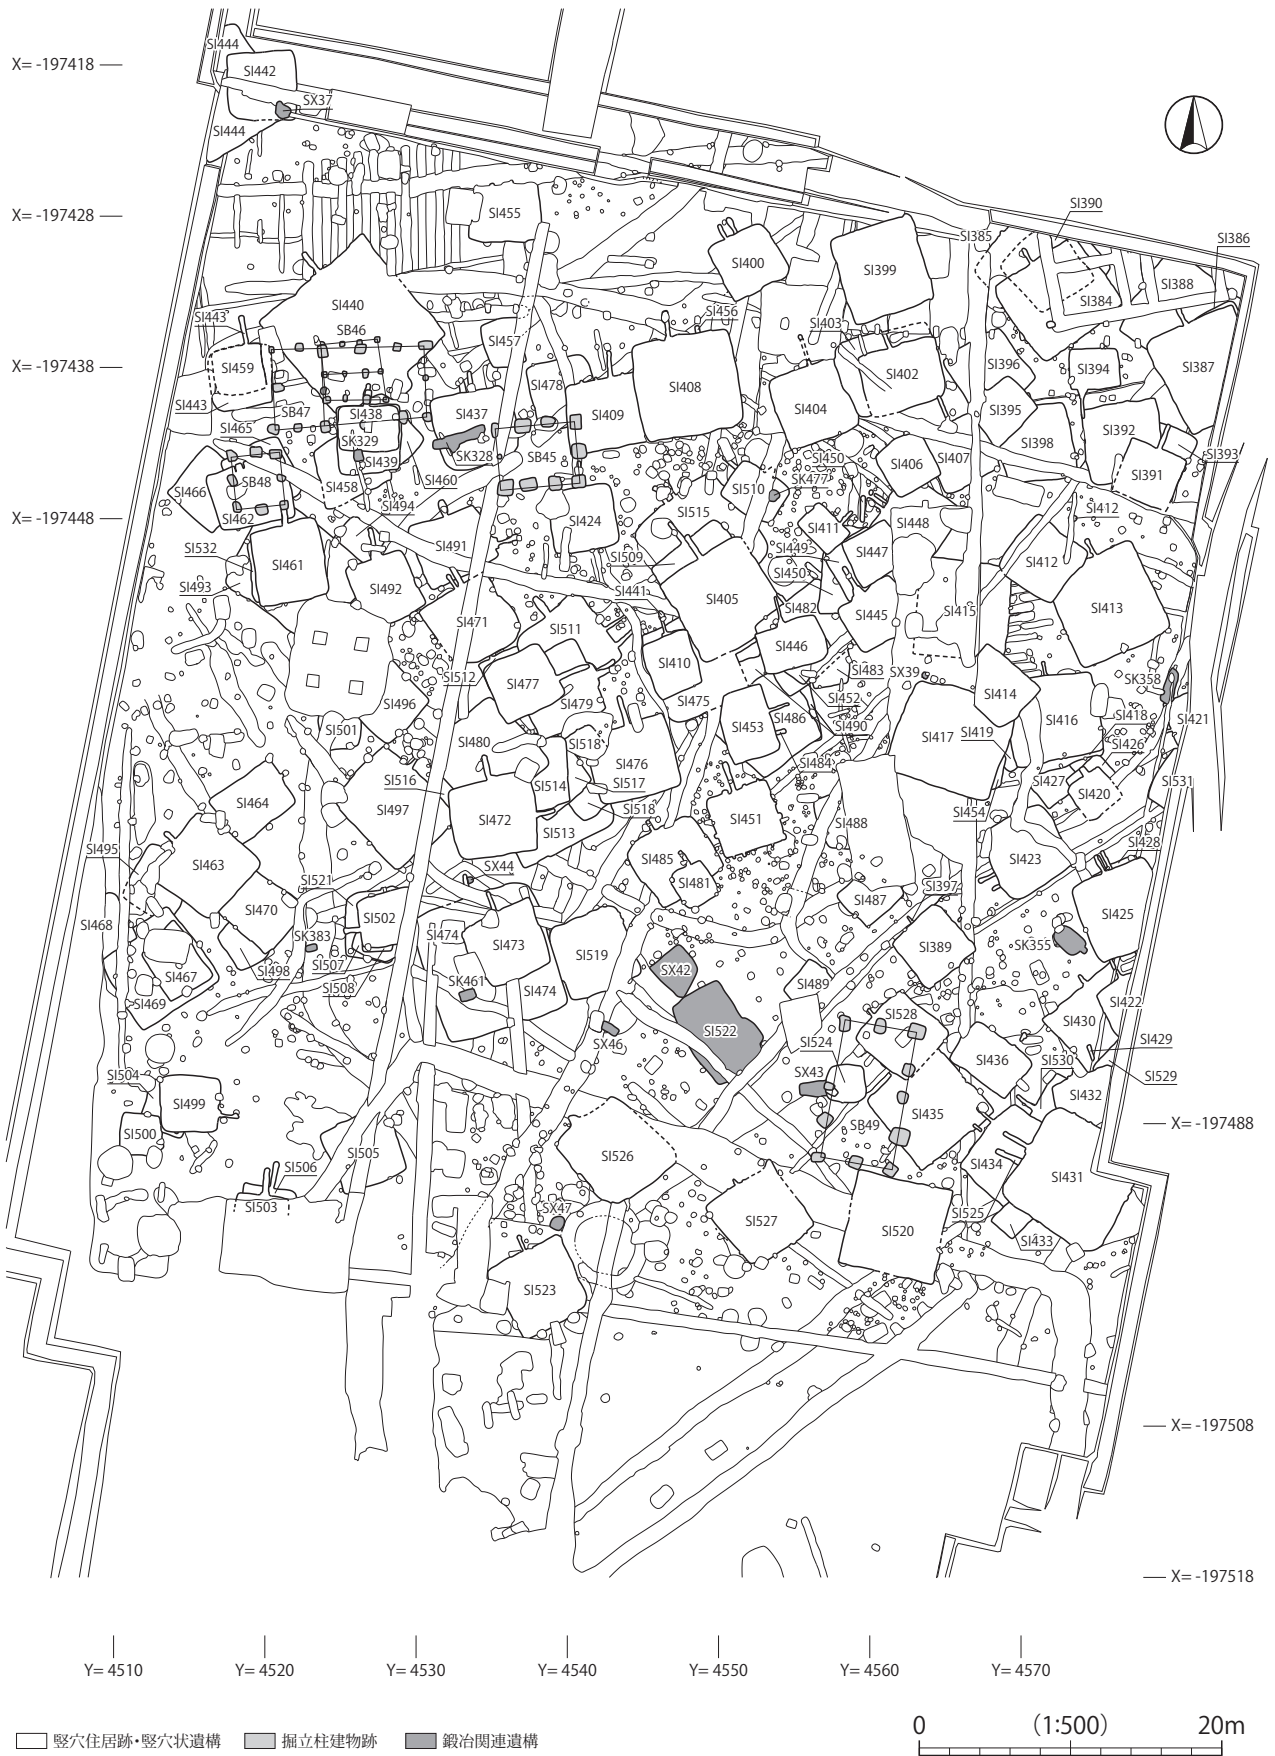 SI444
X= -197418
SI442
SX37
SI444
SI390
X= -197428
SI455
SI385
SI386
SI400
SI399
SI388
SI384
SI440
SI443
SB46
SI456
SI403
SI457
SI396
X= -197438
SI459
SI478
SI408
SI402
SI394
SI387
SI443
SB47
SI438
SI437
SI409
SI404
SI395
SI465
SK329
SI398
SI392
SK328
SB45
SI450
SI406
SI407
SI393
SI439
SI460
SK477
SI391
SB48
SI458
SI510
SI466
SI494
SI412
X= -197448
SI462
SI424
SI515
SI411
SI448
SI532
SI491
SI449
SI447
SI461
SI509
SI412
SI450
SI493
SI492
SI441
SI405
SI482
SI413
SI471
SI511
SI445
SI415
SI446
SI410
SI483
SX39
SK358
SI512
SI477
SI414
SI496
SI479
SI475
SI452
SI453
SI486
SI416
SI418
SI421
SI501
SI490
SI417
SI419
SI480
SI518
SI426
SI476
SI484
SI516
SI514
SI517
SI427
SI420
SI531
SI464
SI497
SI518
SI454
SI472
SI451
SI488
SI513
SI428
SI495
SI463
SI485
SI423
SX44
SI521
SI481
SI397
SI470
SI487
SI502
SI425
SI468
SK383
SI474
SI473
SI389
SK355
SI519
SI507
SI467
SI498
SX42
SK461
SI489
SI508
SI474
SI469
SI422
SI528
SI430
SI522
SX46
SI524
SI429
SI436
SI530
SI504
SX43
SI529
SI499
SI432
SI435
X= -197488
SB49
SI500
SI505
SI526
SI434
SI506
SI431
SI503
SX47
SI525
SI527
SI520
SI433
SI523
X= -197508
X= -197518
Y= 4510 Y= 4520 Y= 4530 Y= 4540 Y= 4550 Y= 4560 Y= 4570
0 (1:500) 20m
竪穴住居跡・竪穴状遺構 掘立柱建物跡 鍛冶関連遺構